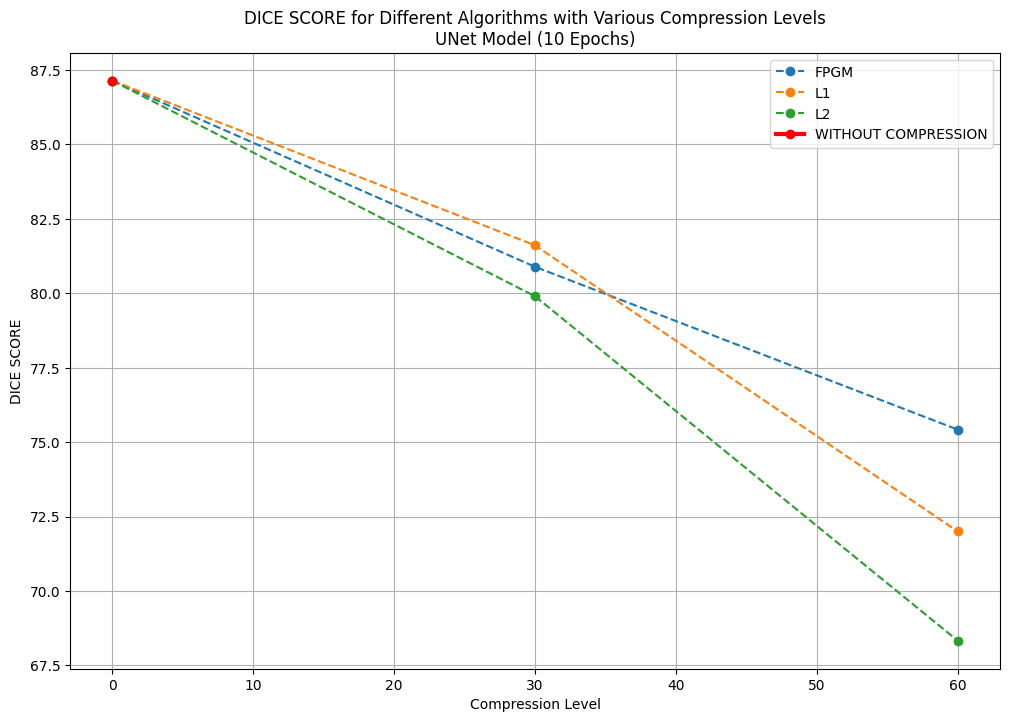 DICE SCORE for Different Algorithms with Various Compression Levels
UNet Model (10 Epochs)
FPGM
L1
L2
WITHOUT COMPRESSION
DICE SCORE
87.5
85.0
82.5
80.0
77.5
75.0
72.5
70.0
67.5
0 10 20 30 40 50 60
Compression Level